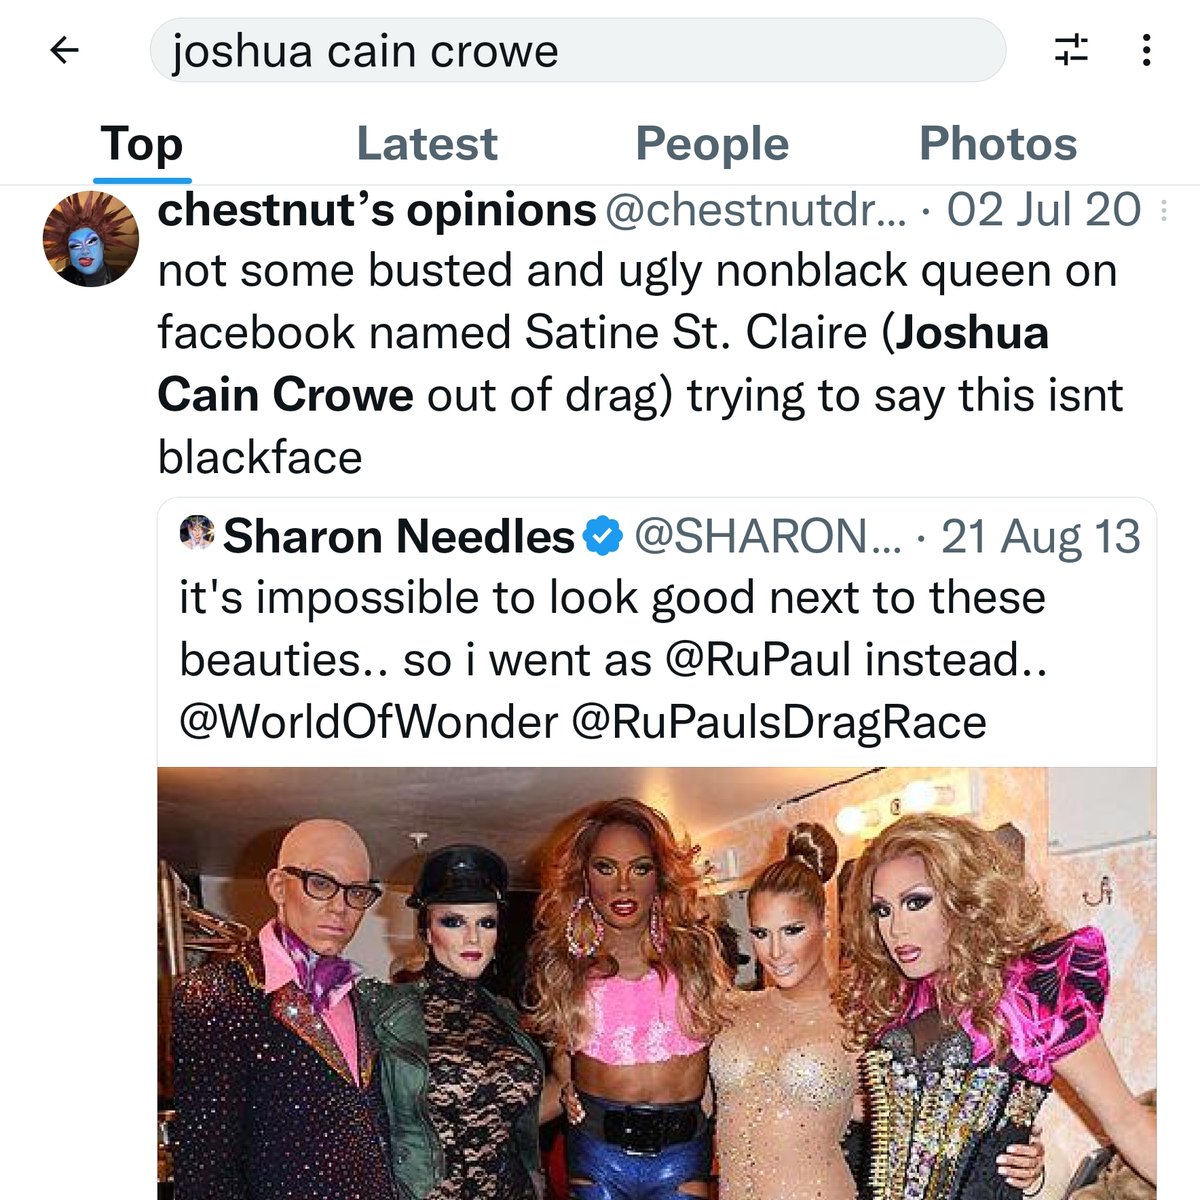 joshua cain crowe
Top Latest People Photos
chestnut’s opinions @chestnutdr... · 02 Jul 20
not some busted and ugly nonblack queen on
facebook named Satine St. Claire (Joshua
Cain Crowe out of drag) trying to say this isnt
blackface
Sharon Needles @SHARON... · 21 Aug 13
it's impossible to look good next to these
beauties.. so i went as @RuPaul instead..
@WorldOfWonder @RuPaulsDragRace